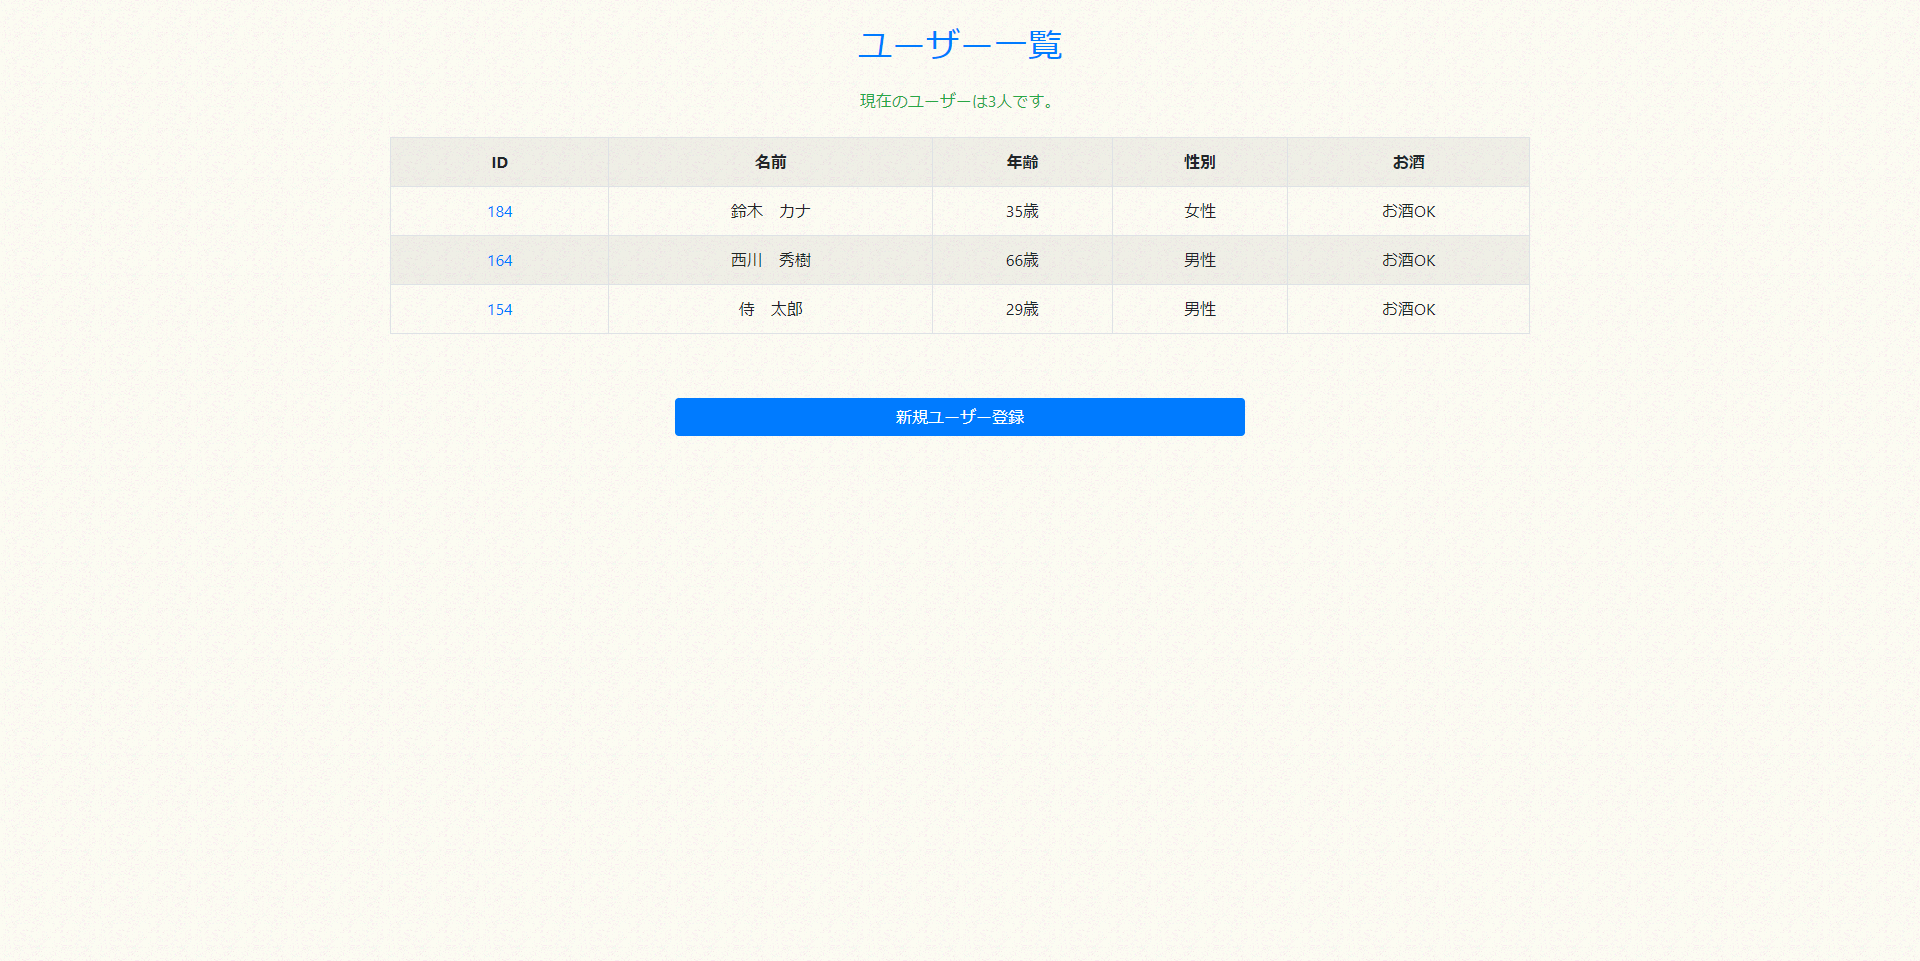 ユーザー一覧
現在のユーザーは3人です。
ID 名前 年齢 性別 お酒
184 鈴木　カナ 35歳 女性 お酒OK
164 西川　秀樹 66歳 男性 お酒OK
154 侍　太郎 29歳 男性 お酒OK
新規ユーザー登録